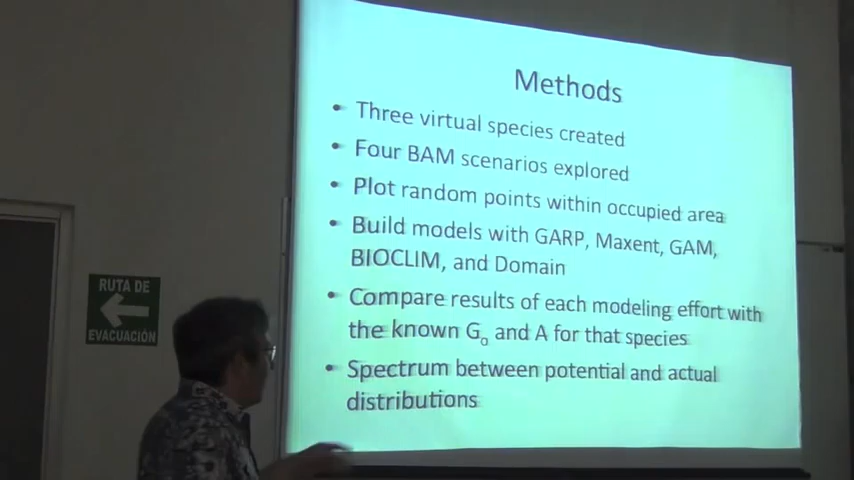 Methods
• Three virtual species created
• Four BAM scenarios explored
• Plot random points within occupied area
• Build models with GARP, Maxent, GAM,
BIOCLIM, and Domain
• Compare results of each modeling effort with
the known Go and A for that species
• Spectrum between potential and actual
distributions
RUTA DE
EVACUACIÓN